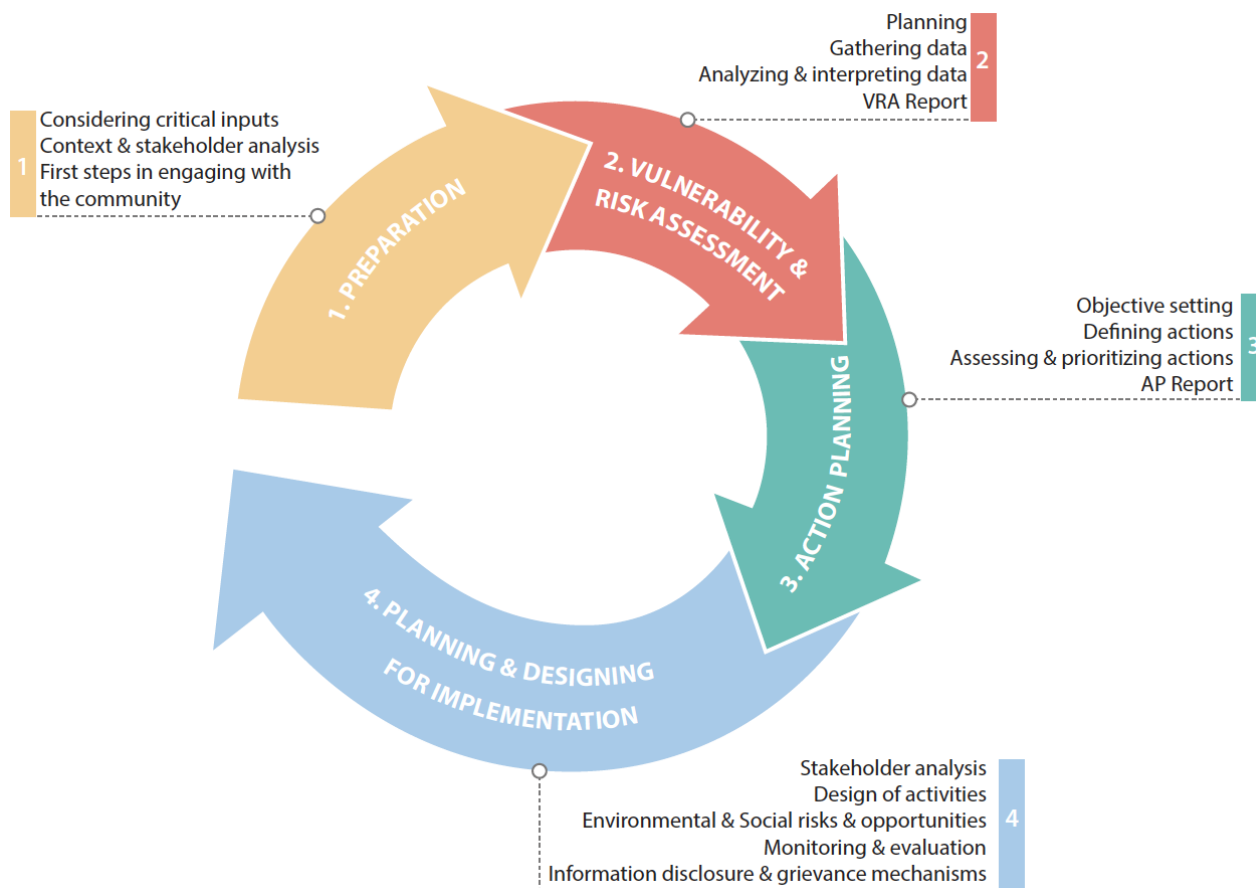 Planning
Gathering data
Analyzing & interpreting data
VRA Report
2
1
Considering critical inputs
Context & stakeholder analysis
First steps in engaging with
the community
1. PREPARATION
2. VULNERABILITY &
RISK ASSESSMENT
Objective setting
Defining actions
Assessing & prioritizing actions
AP Report
3
3. ACTION PLANNING
4. PLANNING & DESIGNING
FOR IMPLEMENTATION
Stakeholder analysis
Design of activities
Environmental & Social risks & opportunities
Monitoring & evaluation
Information disclosure & grievance mechanisms
4